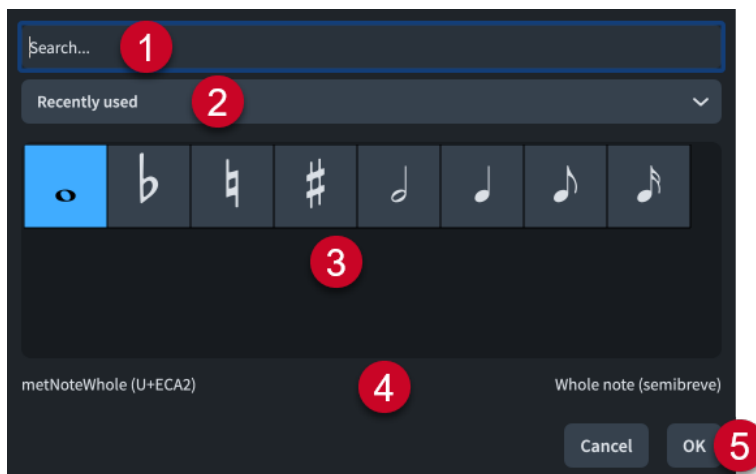 Search... 1
Recently used 2
3
metNoteWhole (U+ECA2) 4 Whole note (semibreve)
Cancel OK 5